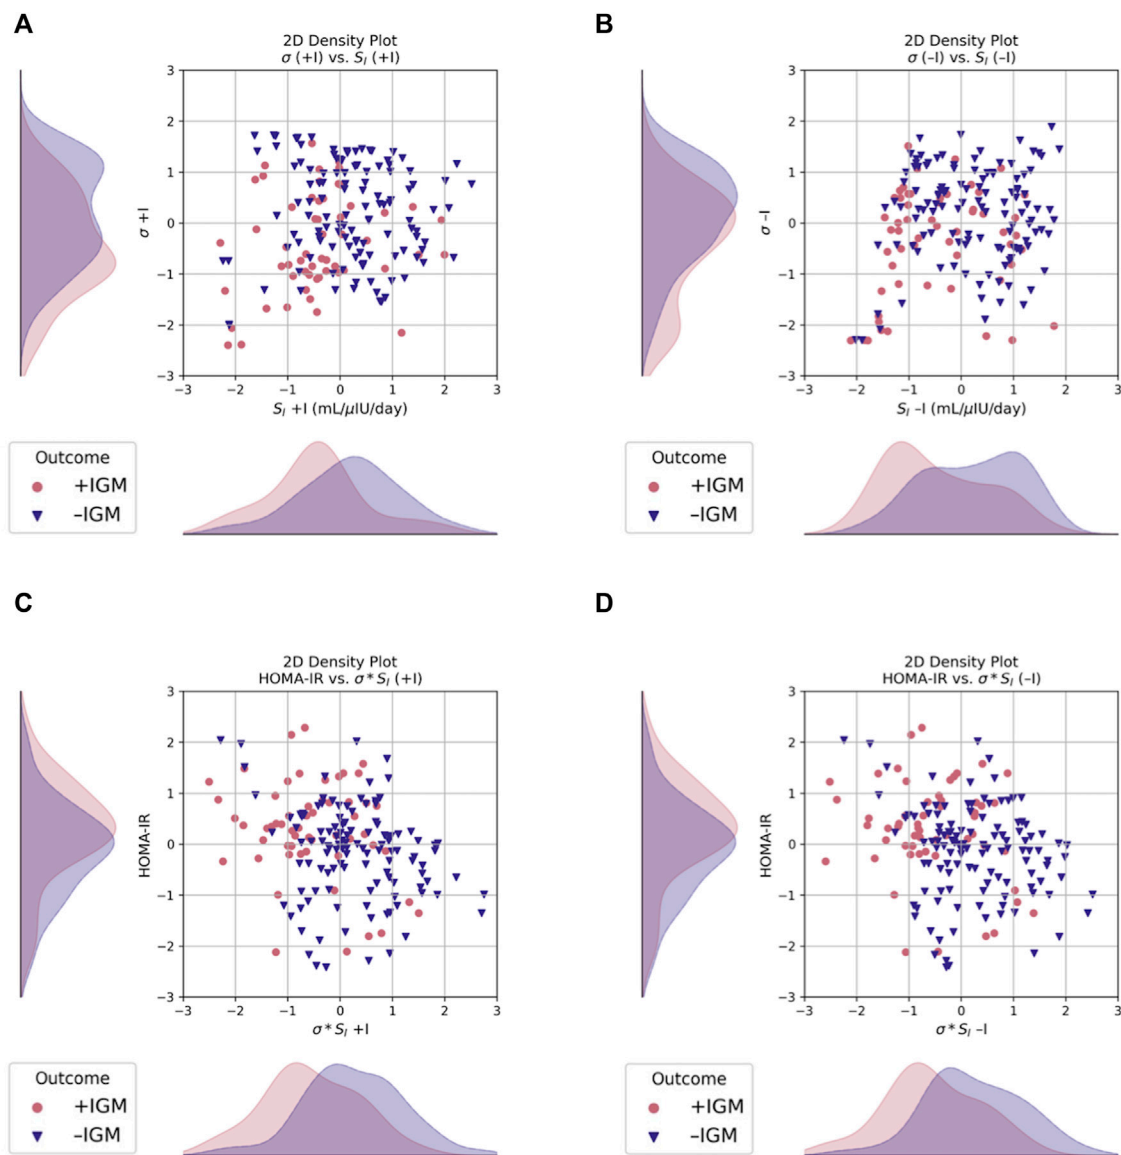 A
2D Density Plot
σ (+I) vs. S_I (+I)
3
2
1
0
−1
−2
−3
σ +I
−3 −2 −1 0 1 2 3
S_I +I (mL/μIU/day)
Outcome
+IGM
–IGM
B
2D Density Plot
σ (–I) vs. S_I (–I)
3
2
1
0
−1
−2
−3
σ –I
−3 −2 −1 0 1 2 3
S_I –I (mL/μIU/day)
Outcome
+IGM
–IGM
C
2D Density Plot
HOMA-IR vs. σ* S_I (+I)
3
2
1
0
−1
−2
−3
HOMA-IR
−3 −2 −1 0 1 2 3
σ* S_I +I
Outcome
+IGM
–IGM
D
2D Density Plot
HOMA-IR vs. σ* S_I (–I)
3
2
1
0
−1
−2
−3
HOMA-IR
−3 −2 −1 0 1 2 3
σ* S_I –I
Outcome
+IGM
–IGM